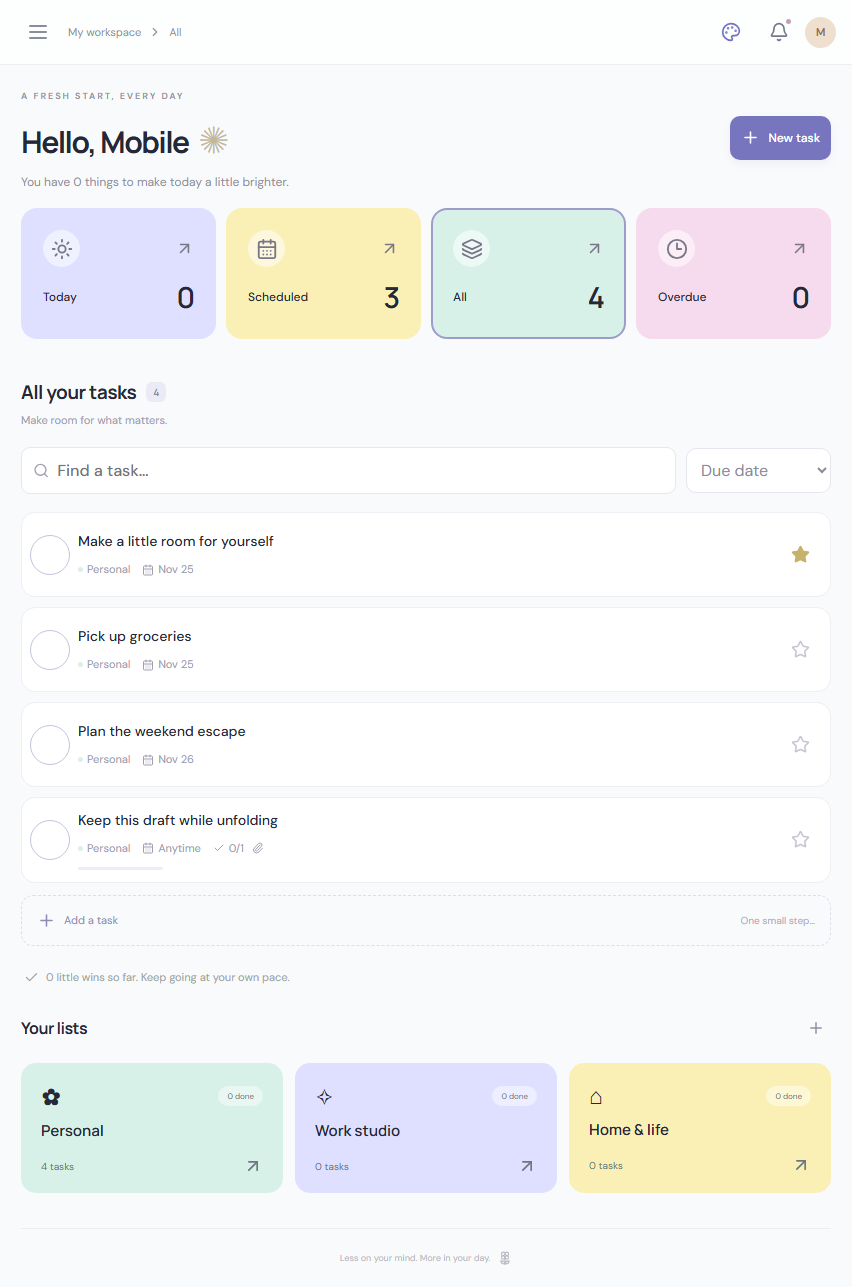 My workspace > All
M
A FRESH START, EVERY DAY
Hello, Mobile
New task
You have 0 things to make today a little brighter.
Today 0
Scheduled 3
All 4
Overdue 0
All your tasks 4
Make room for what matters.
Find a task...
Due date
Make a little room for yourself
Personal Nov 25
Pick up groceries
Personal Nov 25
Plan the weekend escape
Personal Nov 26
Keep this draft while unfolding
Personal Anytime 0/1
Add a task
One small step...
0 little wins so far. Keep going at your own pace.
Your lists
0 done
Personal
4 tasks
0 done
Work studio
0 tasks
0 done
Home & life
0 tasks
Less on your mind. More in your day.